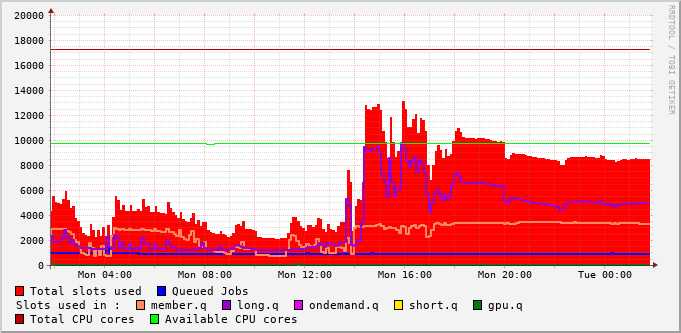 20000
18000
16000
14000
12000
10000
8000
6000
4000
2000
0
Mon 04:00 Mon 08:00 Mon 12:00 Mon 16:00 Mon 20:00 Tue 00:00
Total slots used Queued Jobs
Slots used in : member.q long.q ondemand.q short.q gpu.q
Total CPU cores Available CPU cores
RRDTOOL / TOBI OETIKER